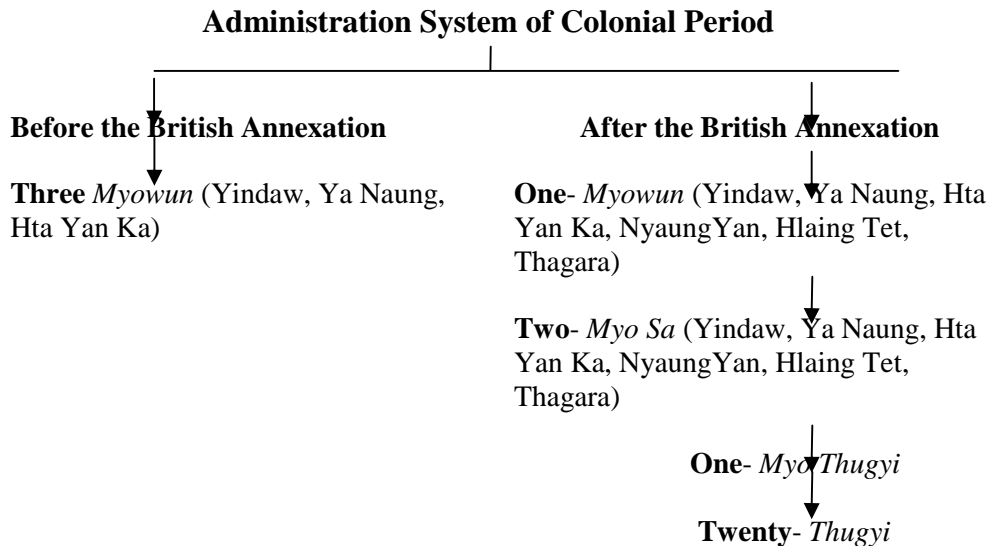 Administration System of Colonial Period
Before the British Annexation
Three Myowun (Yindaw, Ya Naung,
Hta Yan Ka)
After the British Annexation
One- Myowun (Yindaw, Ya Naung, Hta
Yan Ka, NyaungYan, Hlaing Tet,
Thagara)
Two- Myo Sa (Yindaw, Ya Naung, Hta
Yan Ka, NyaungYan, Hlaing Tet,
Thagara)
One- Myo Thugyi
Twenty- Thugyi